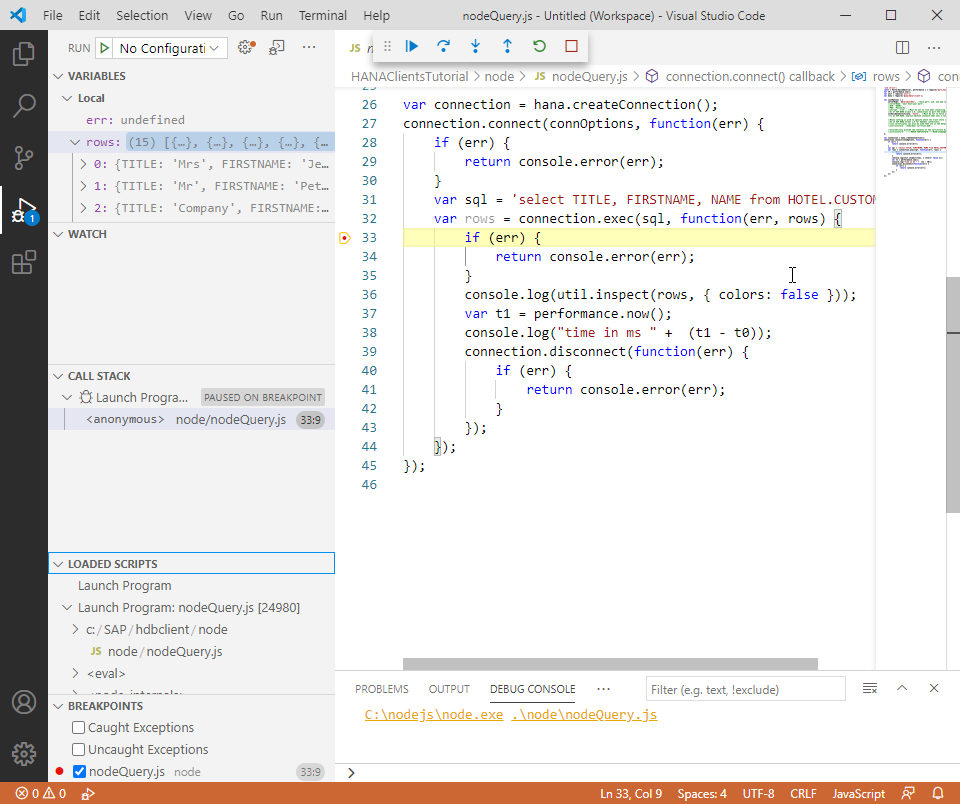 File Edit Selection View Go Run Terminal Help nodeQuery.js - Untitled (Workspace) - Visual Studio Code
RUN No Configurati
VARIABLES
Local
err: undefined
rows: (15) [{…}, {…}, {…}, {…}, {…
0: {TITLE: 'Mrs', FIRSTNAME: 'Je…
1: {TITLE: 'Mr', FIRSTNAME: 'Pet…
2: {TITLE: 'Company', FIRSTNAME:…
WATCH
CALL STACK
Launch Progra... PAUSED ON BREAKPOINT
<anonymous> node/nodeQuery.js 33:9
LOADED SCRIPTS
Launch Program
Launch Program: nodeQuery.js [24980]
c:/SAP/hdbclient/node
JS node/nodeQuery.js
<eval>
BREAKPOINTS
Caught Exceptions
Uncaught Exceptions
nodeQuery.js node 33:9
1
JS
HANAClientsTutorial > node > JS nodeQuery.js > connection.connect() callback > rows > con
25
26 var connection = hana.createConnection();
27 connection.connect(connOptions, function(err) {
28 if (err) {
29 return console.error(err);
30 }
31 var sql = 'select TITLE, FIRSTNAME, NAME from HOTEL.CUSTOM
32 var rows = connection.exec(sql, function(err, rows) {
33 if (err) {
34 return console.error(err);
35 }
36 console.log(util.inspect(rows, { colors: false }));
37 var t1 = performance.now();
38 console.log("time in ms " + (t1 - t0));
39 connection.disconnect(function(err) {
40 if (err) {
41 return console.error(err);
42 }
43 });
44 });
45 });
46
PROBLEMS OUTPUT DEBUG CONSOLE ··· Filter (e.g. text, !exclude)
C:\nodejs\node.exe .\node\nodeQuery.js
0 0 Ln 33, Col 9 Spaces: 4 UTF-8 CRLF JavaScript